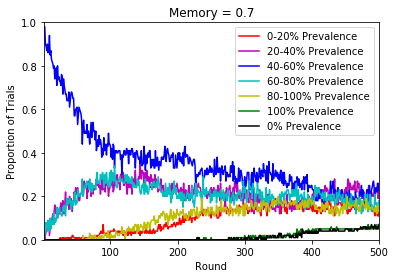 Memory = 0.7
1.0
0.8
0.6
0.4
0.2
0.0
Proportion of Trials
0-20% Prevalence
20-40% Prevalence
40-60% Prevalence
60-80% Prevalence
80-100% Prevalence
100% Prevalence
0% Prevalence
100 200 300 400 500
Round